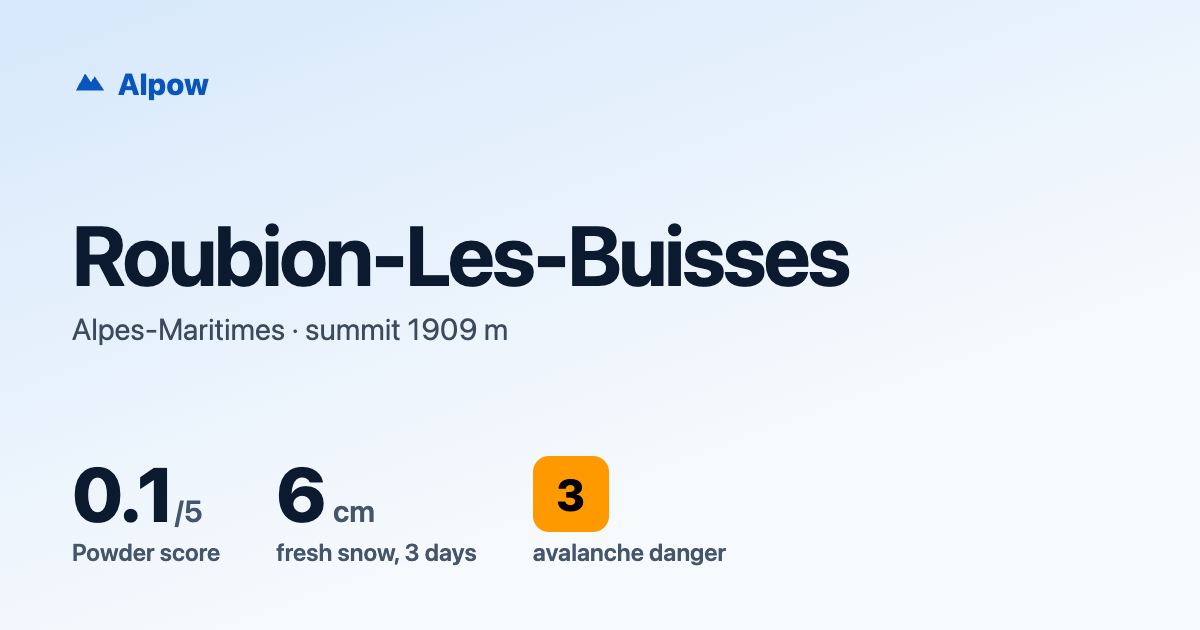 Alpow
Roubion-Les-Buisses
Alpes-Maritimes · summit 1909 m
0.1/5 6 cm 3
Powder score fresh snow, 3 days avalanche danger